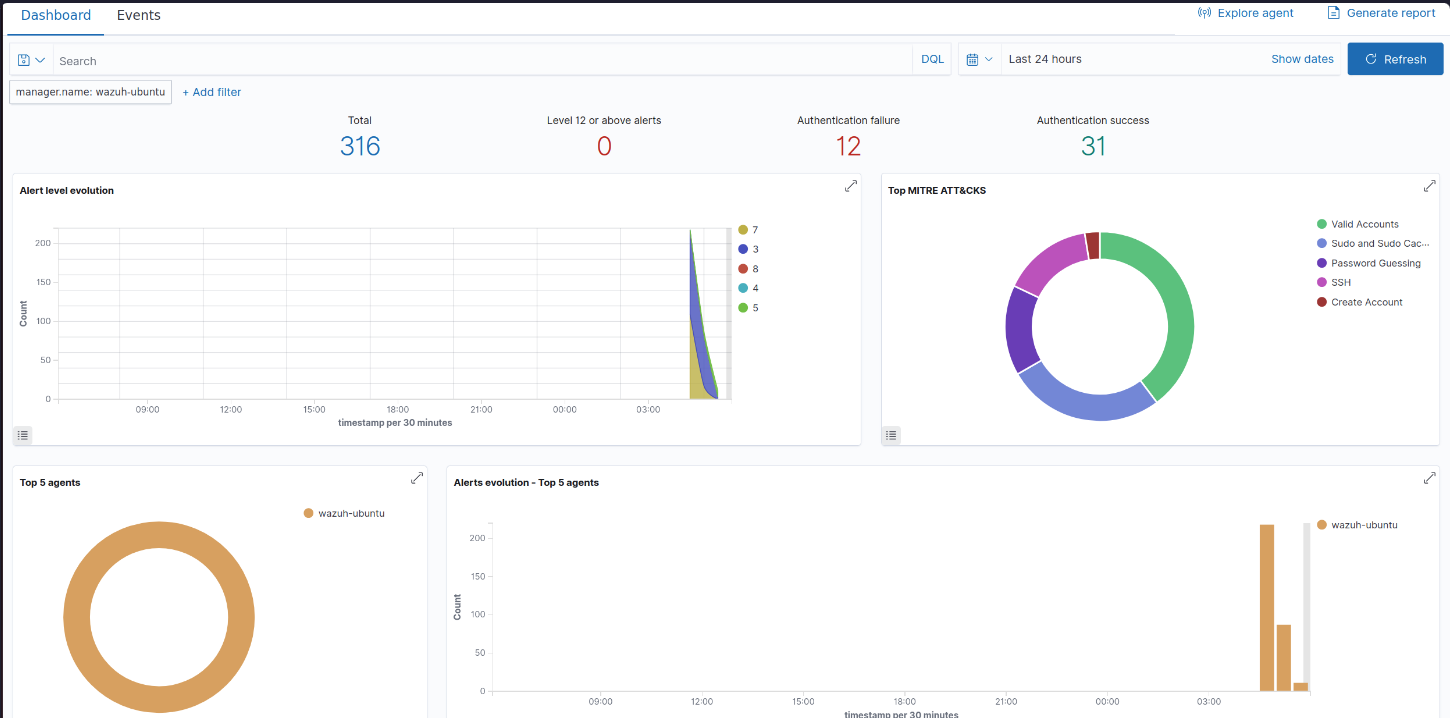 Dashboard Events Explore agent Generate report
Search DQL Last 24 hours Show dates Refresh
manager.name: wazuh-ubuntu + Add filter
Total Level 12 or above alerts Authentication failure Authentication success
316 0 12 31
Alert level evolution
200
150
100
50
0
Count
09:00 12:00 15:00 18:00 21:00 00:00 03:00
timestamp per 30 minutes
7
3
8
4
5
Top MITRE ATT&CKS
Valid Accounts
Sudo and Sudo Cac...
Password Guessing
SSH
Create Account
Top 5 agents
wazuh-ubuntu
Alerts evolution - Top 5 agents
200
150
100
50
0
Count
09:00 12:00 15:00 18:00 21:00 00:00 03:00
timestamp per 30 minutes
wazuh-ubuntu